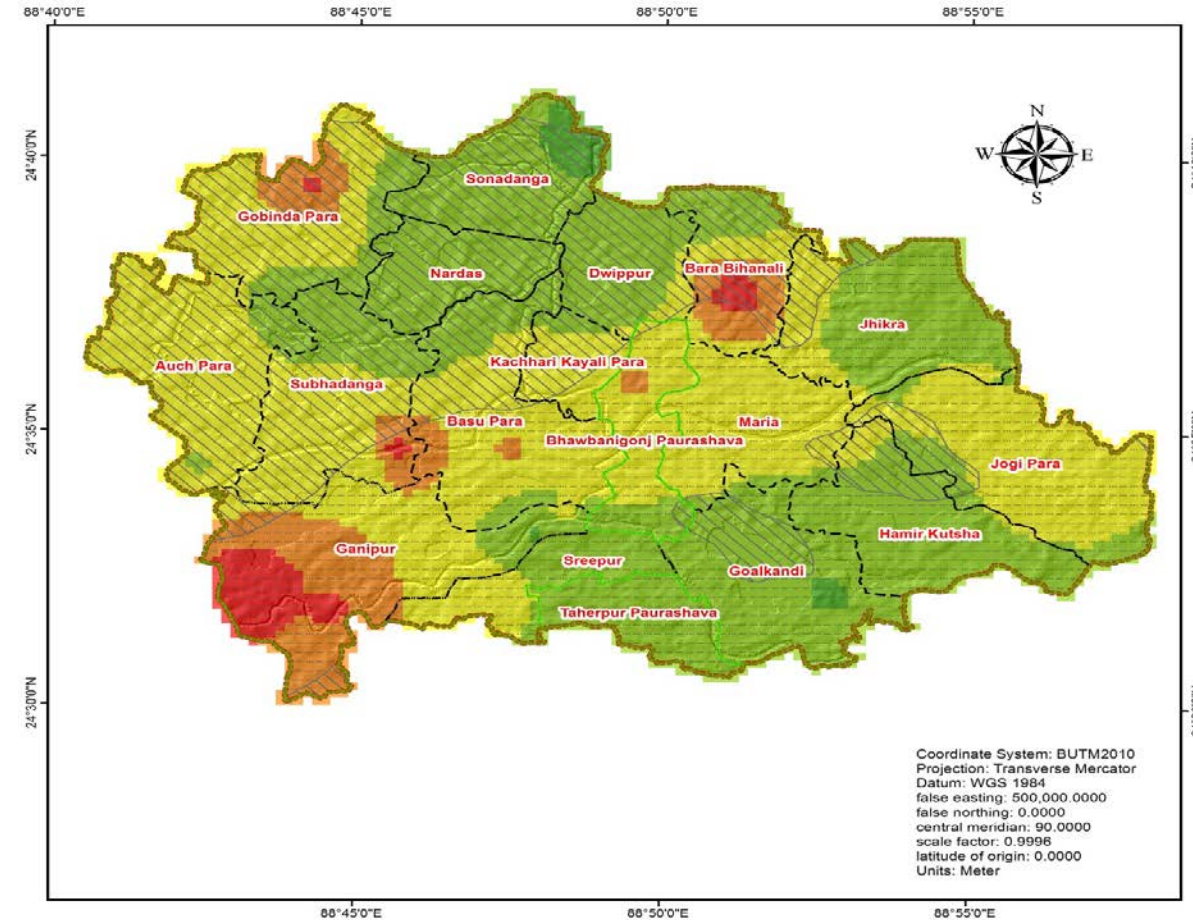 88°40'0"E 88°45'0"E 88°50'0"E 88°55'0"E
N
24°40'0"N
W E
S
Sonadanga
Gobinda Para
Nardas Dwippur Bara Bihanali
Jhikra
Auch Para Kachhari Kayali Para
Subhadanga
24°35'0"N
Basu Para Maria
Bhawbanigonj Paurashava
Jogi Para
Hamir Kutsha
Ganipur
Sreepur
Goalkandi
Taherpur Paurashava
24°30'0"N
Coordinate System: BUTM2010
Projection: Transverse Mercator
Datum: WGS 1984
false easting: 500,000.0000
false northing: 0.0000
central meridian: 90.0000
scale factor: 0.9996
latitude of origin: 0.0000
Units: Meter
88°45'0"E 88°50'0"E 88°55'0"E